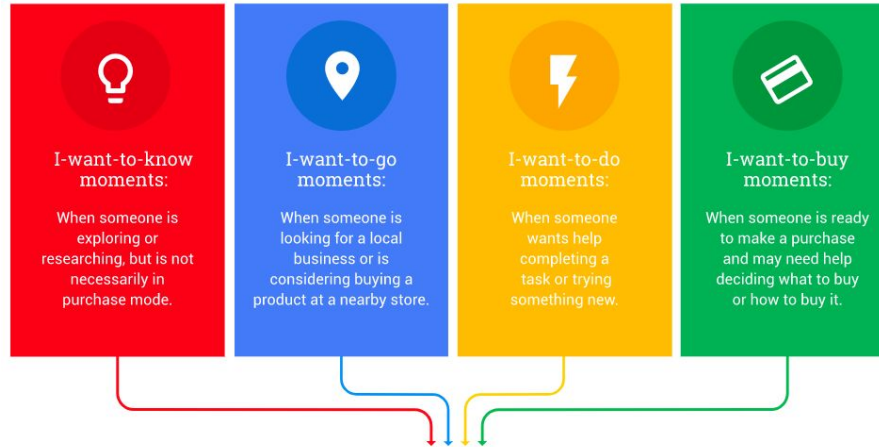 I-want-to-know
moments:
When someone is
exploring or
researching, but is not
necessarily in
purchase mode.
I-want-to-go
moments:
When someone is
looking for a local
business or is
considering buying a
product at a nearby store.
I-want-to-do
moments:
When someone
wants help
completing a
task or trying
something new.
I-want-to-buy
moments:
When someone is ready
to make a purchase
and may need help
deciding what to buy
or how to buy it.